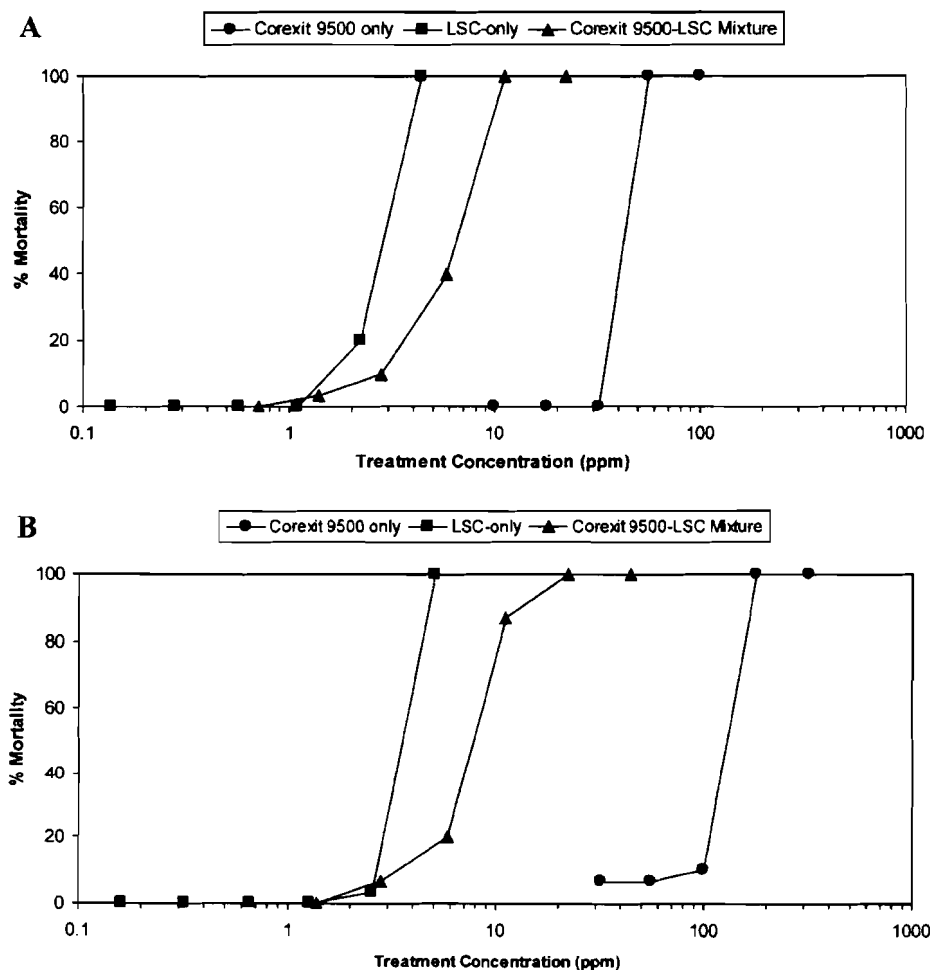 A
Corexit 9500 only LSC-only Corexit 9500-LSC Mixture
100
80
60
40
20
0
% Mortality
0.1 1 10 100 1000
Treatment Concentration (ppm)
B
Corexit 9500 only LSC-only Corexit 9500-LSC Mixture
100
80
60
40
20
0
% Mortality
0.1 1 10 100 1000
Treatment Concentration (ppm)